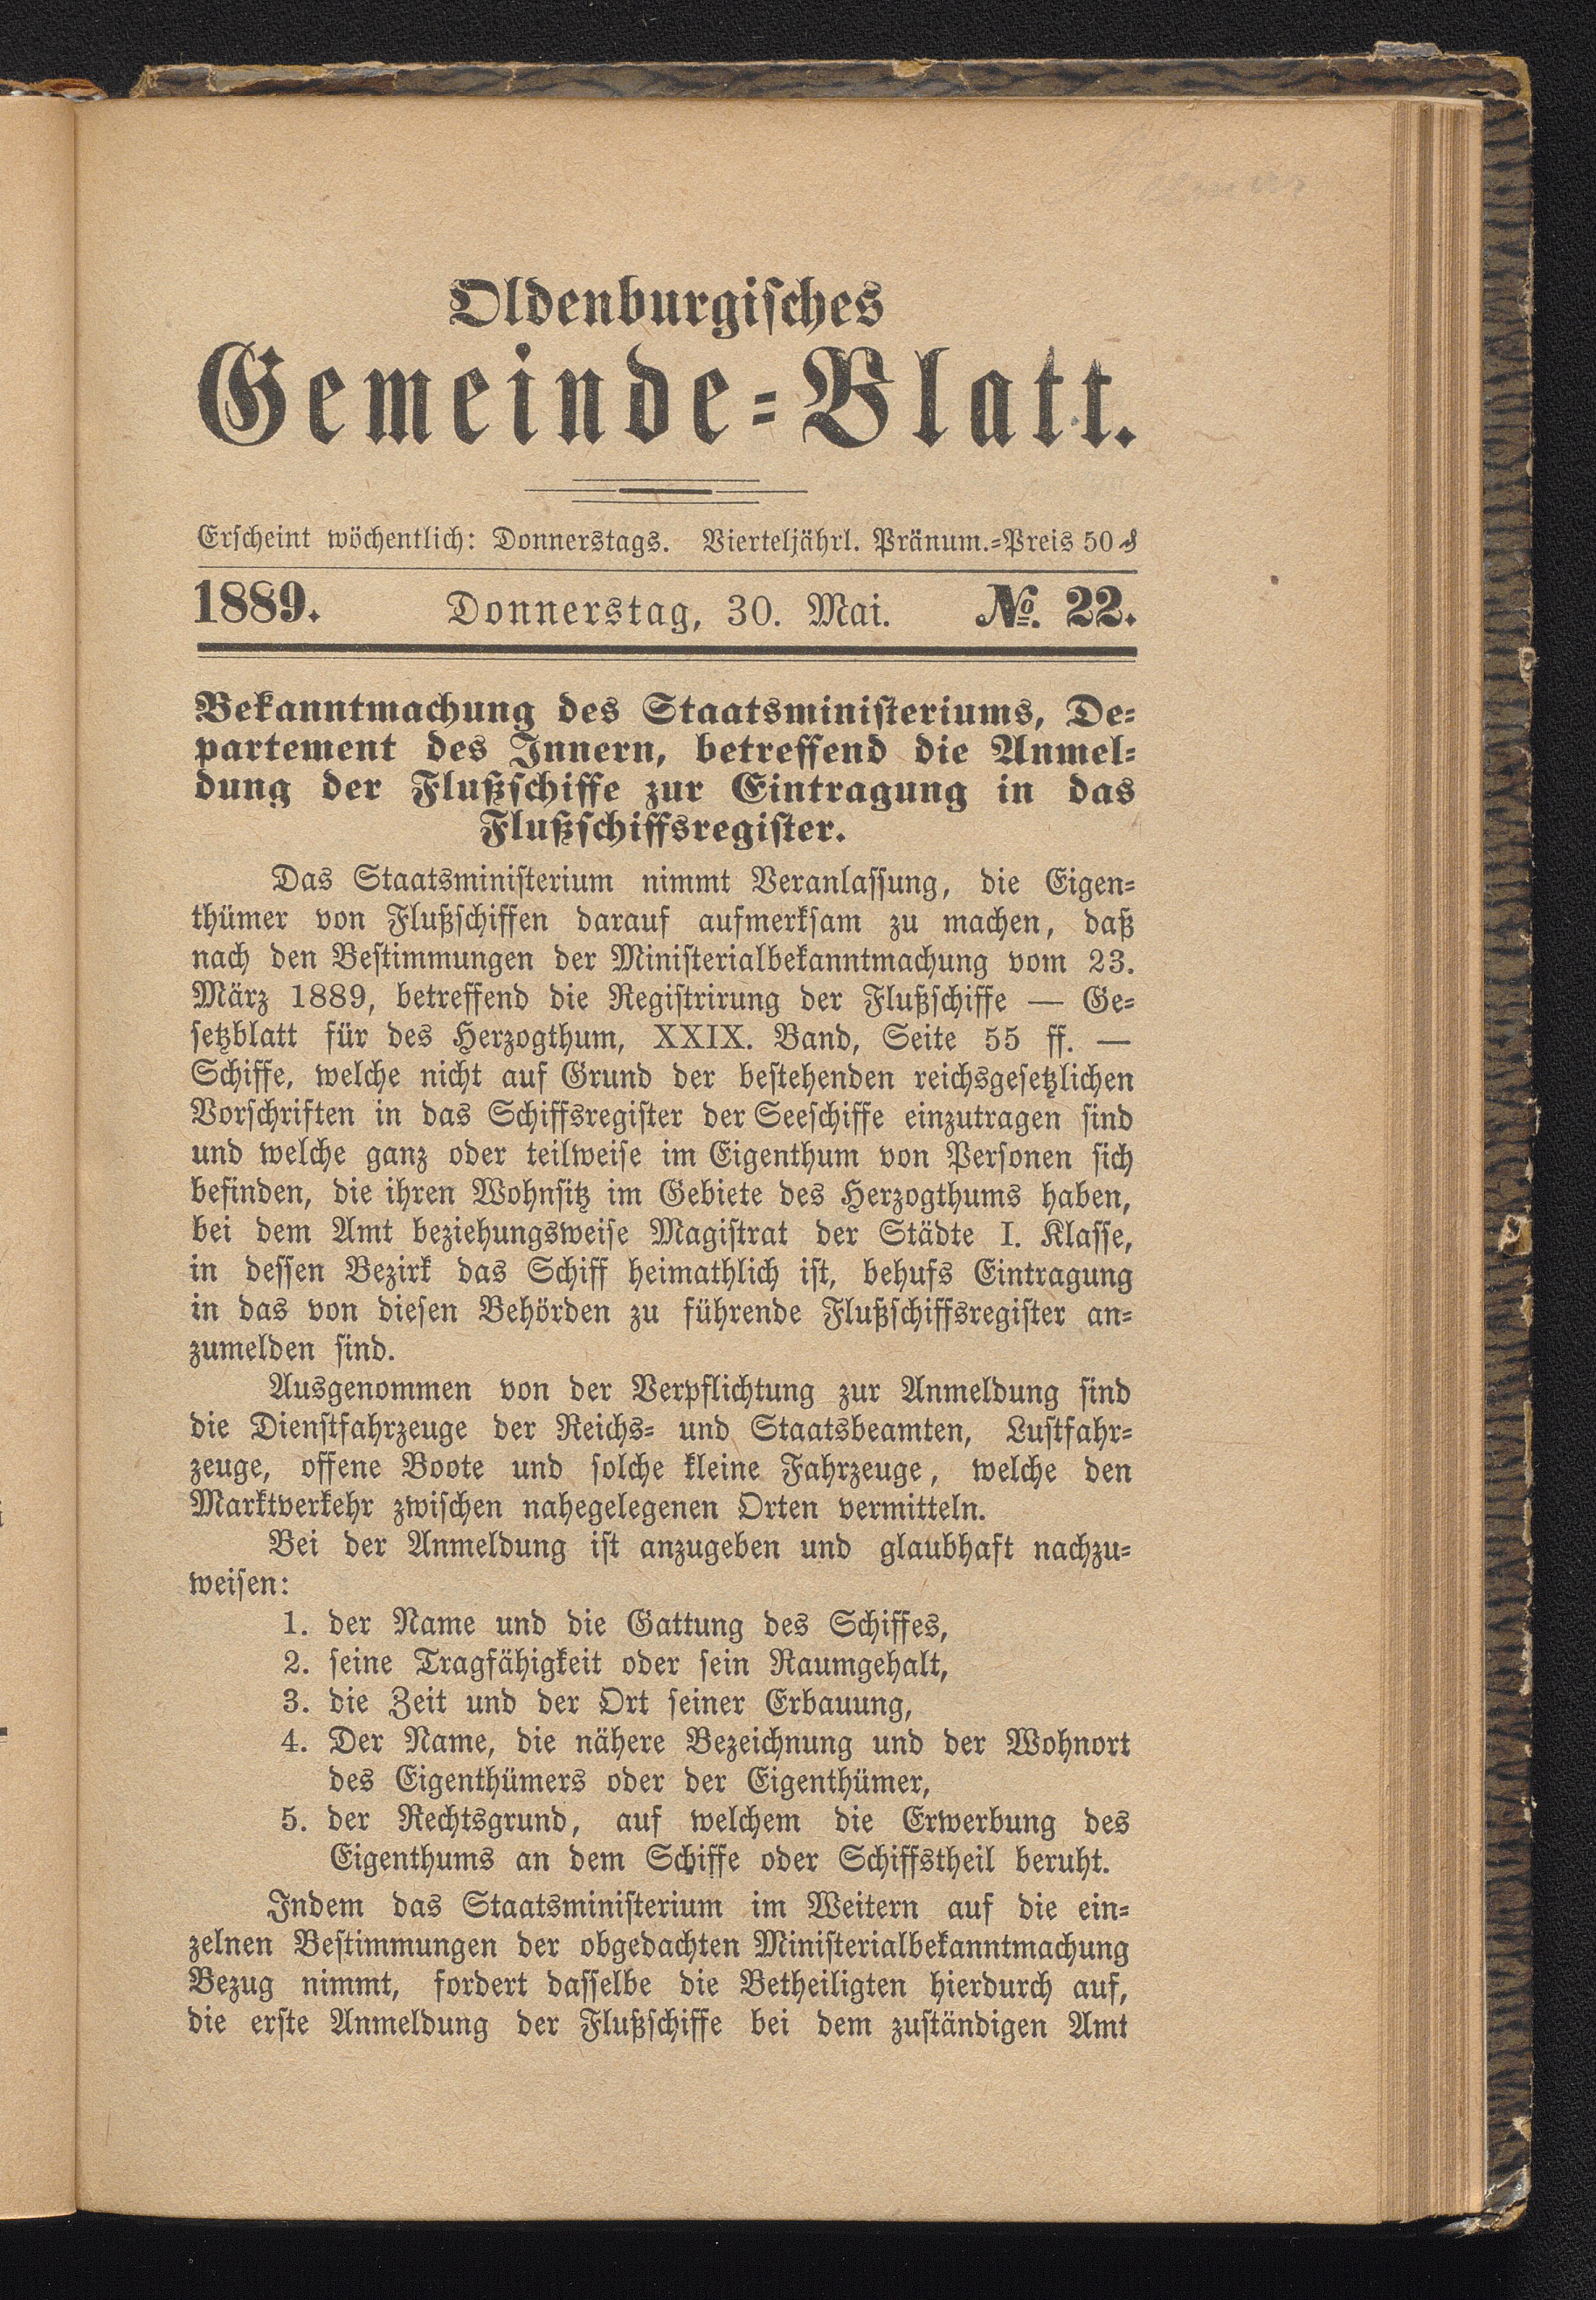 Oldenburgisches
Gemeinde-Blatt.
Erscheint wöchentlich: Donnerstags. Vierteljährl. Pränum.-Preis 50 ₰
1889. Donnerstag, 30. Mai. №. 22.
Bekanntmachung des Staatsministeriums, De-
partement des Innern, betreffend die Anmel-
dung der Flußschiffe zur Eintragung in das
Flußschiffsregister.
Das Staatsministerium nimmt Veranlassung, die Eigen-
thümer von Flußschiffen darauf aufmerksam zu machen, daß
nach den Bestimmungen der Ministerialbekanntmachung vom 23.
März 1889, betreffend die Registrirung der Flußschiffe — Ge-
setzblatt für des Herzogthum, XXIX. Band, Seite 55 ff. —
Schiffe, welche nicht auf Grund der bestehenden reichsgesetzlichen
Vorschriften in das Schiffsregister der Seeschiffe einzutragen sind
und welche ganz oder teilweise im Eigenthum von Personen sich
befinden, die ihren Wohnsitz im Gebiete des Herzogthums haben,
bei dem Amt beziehungsweise Magistrat der Städte I. Klasse,
in dessen Bezirk das Schiff heimathlich ist, behufs Eintragung
in das von diesen Behörden zu führende Flußschiffsregister an-
zumelden sind.
Ausgenommen von der Verpflichtung zur Anmeldung sind
die Dienstfahrzeuge der Reichs- und Staatsbeamten, Lustfahr-
zeuge, offene Boote und solche kleine Fahrzeuge, welche den
Marktverkehr zwischen nahegelegenen Orten vermitteln.
Bei der Anmeldung ist anzugeben und glaubhaft nachzu-
weisen:
1. der Name und die Gattung des Schiffes,
2. seine Tragfähigkeit oder sein Raumgehalt,
3. die Zeit und der Ort seiner Erbauung,
4. Der Name, die nähere Bezeichnung und der Wohnort
des Eigenthümers oder der Eigenthümer,
5. der Rechtsgrund, auf welchem die Erwerbung des
Eigenthums an dem Schiffe oder Schiffstheil beruht.
Indem das Staatsministerium im Weitern auf die ein-
zelnen Bestimmungen der obgedachten Ministerialbekanntmachung
Bezug nimmt, fordert dasselbe die Betheiligten hierdurch auf,
die erste Anmeldung der Flußschiffe bei dem zuständigen Amt